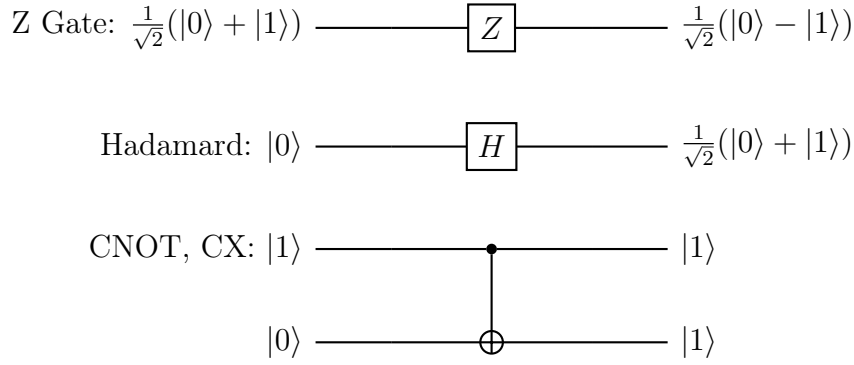 Z Gate: 1/√2(|0⟩ + |1⟩) Z 1/√2(|0⟩ − |1⟩)
Hadamard: |0⟩ H 1/√2(|0⟩ + |1⟩)
CNOT, CX: |1⟩ |1⟩
|0⟩ |1⟩